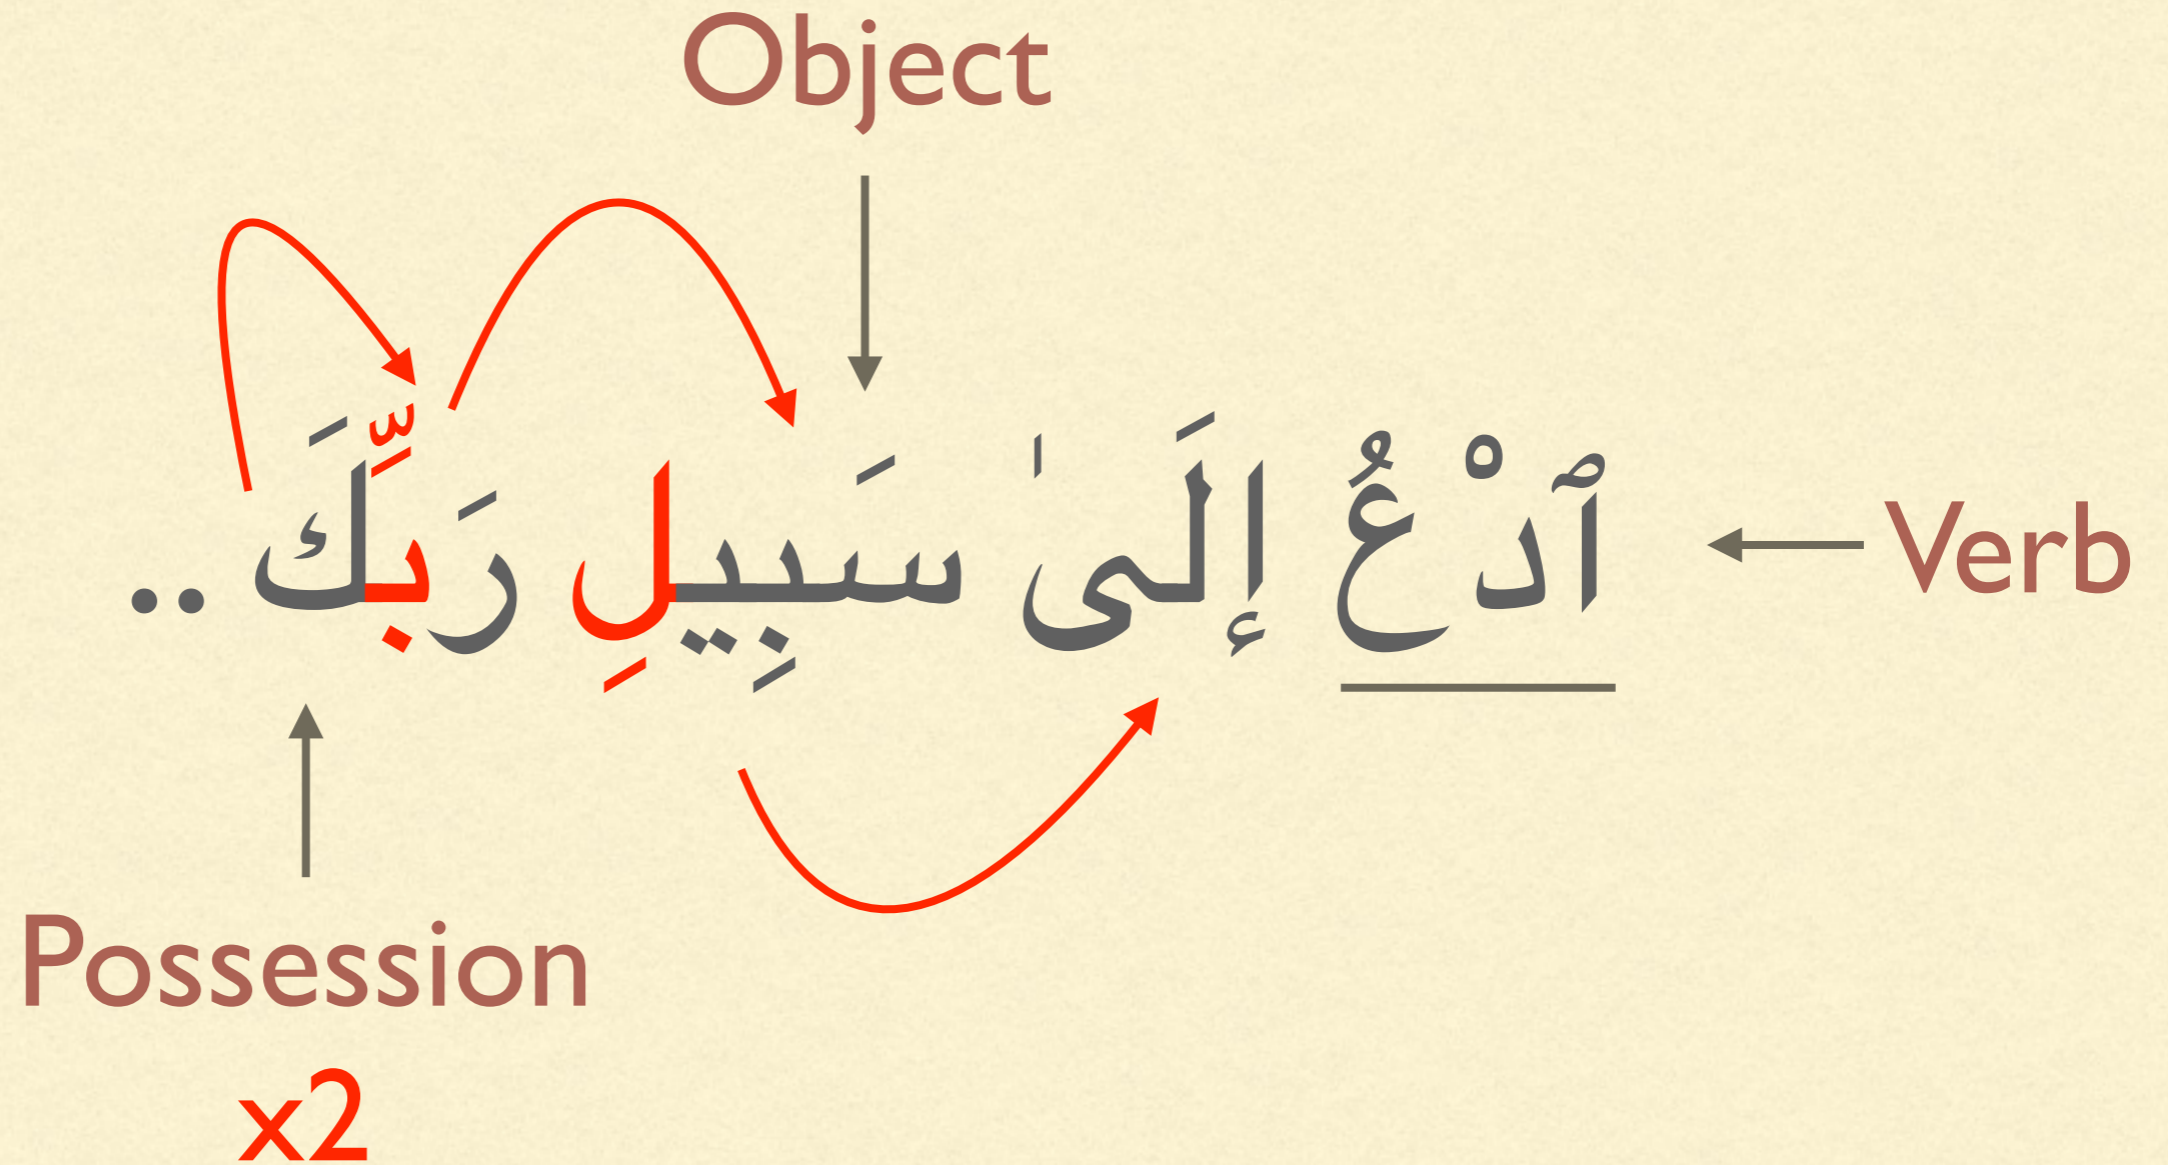 Object
ٱدْعُ إِلَىٰ سَبِيلِ رَبِّكَ ..
Verb
Possession
x2